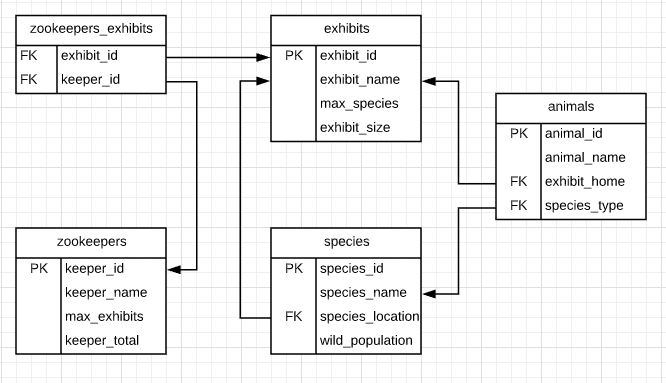 zookeepers_exhibits
FK exhibit_id
FK keeper_id
exhibits
PK exhibit_id
exhibit_name
max_species
exhibit_size
animals
PK animal_id
animal_name
FK exhibit_home
FK species_type
zookeepers
PK keeper_id
keeper_name
max_exhibits
keeper_total
species
PK species_id
species_name
FK species_location
wild_population